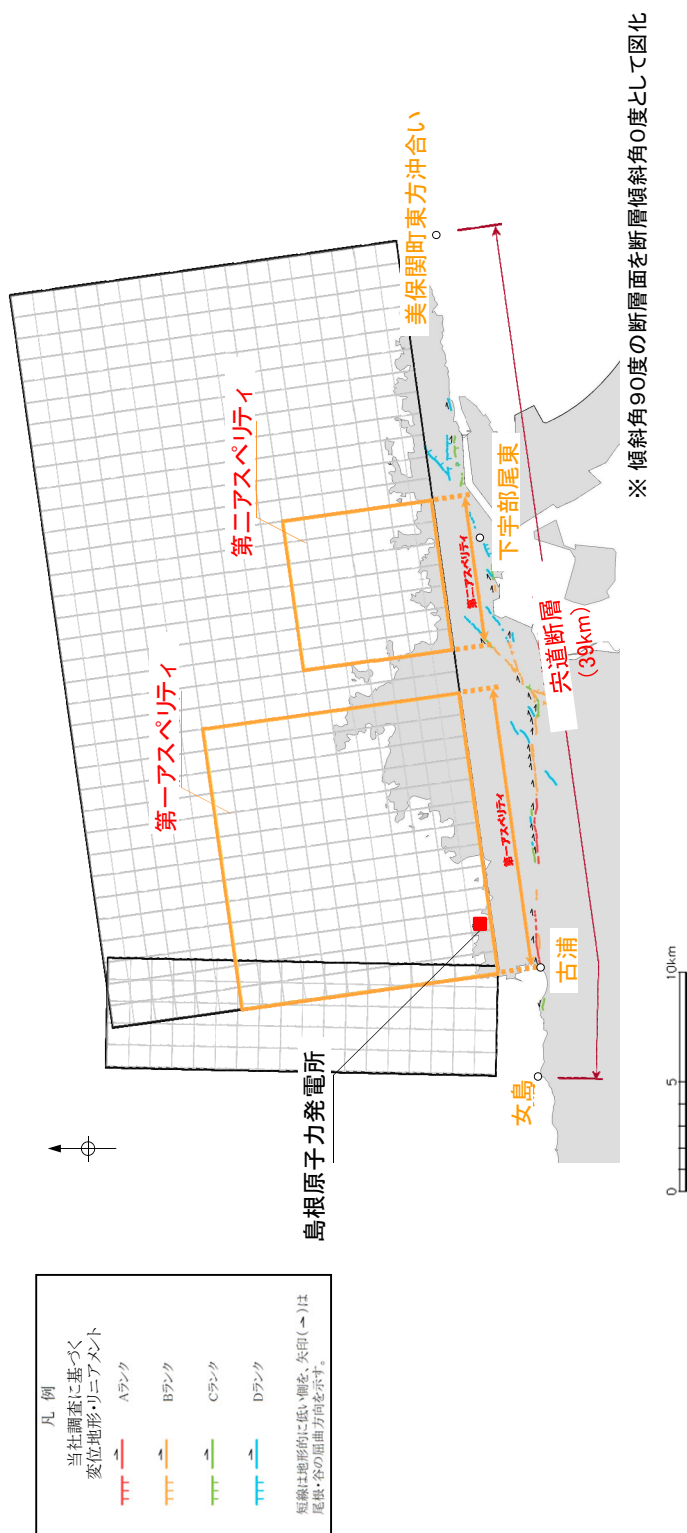 凡 例
当社調査に基づく
変位地形・リニアメント
Aランク
Bランク
Cランク
Dランク
短線は地形的に低い側を、矢印(→)は
尾根・谷の屈曲方向を示す。
第一アスペリティ
第二アスペリティ
美保関町東方沖合い
島根原子力発電所
第一アスペリティ
第二アスペリティ
下宇部尾東
女島
古浦
宍道断層
(39km)
0
5
10km
※ 傾斜角90度の断層面を断層傾斜角0度として図化